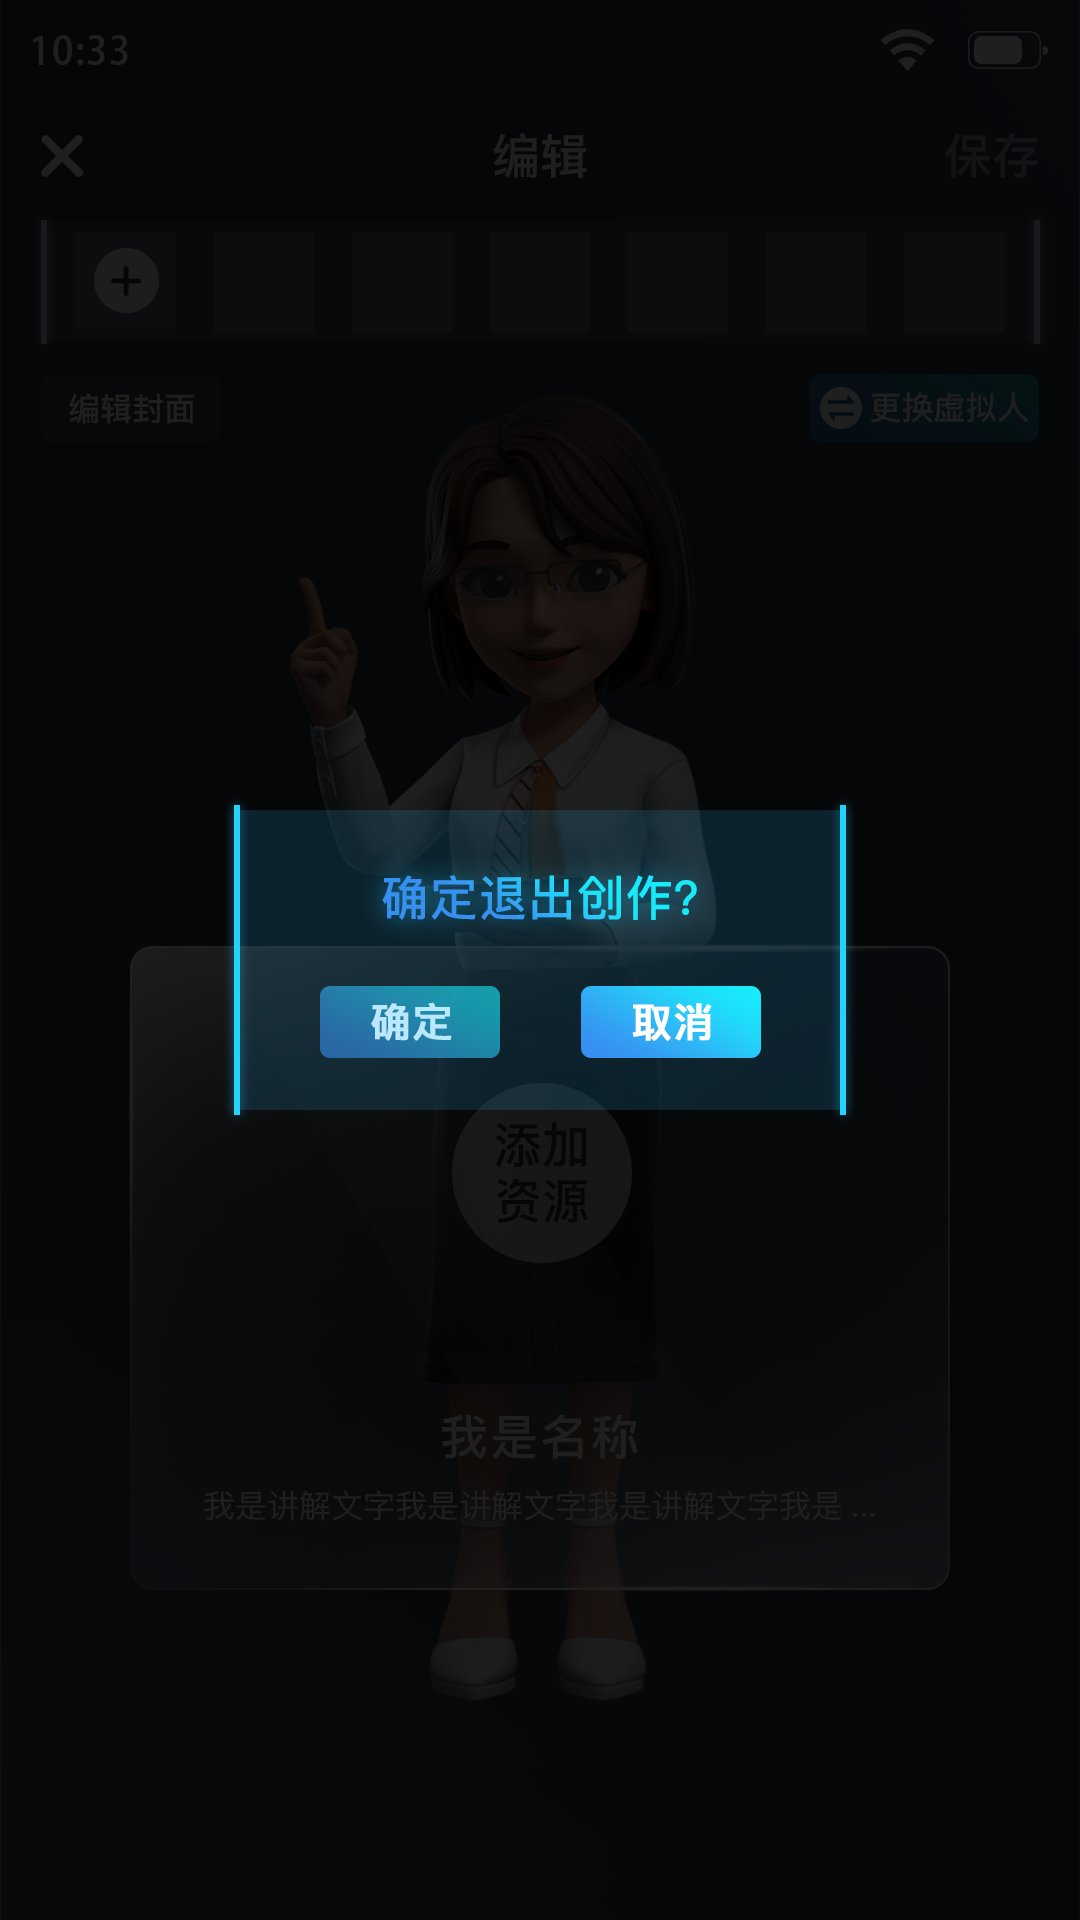 10:33
编辑
保存
编辑封面
更换虚拟人
确定退出创作?
确定
取消
添加
资源
我是名称
我是讲解文字我是讲解文字我是讲解文字我是 ...